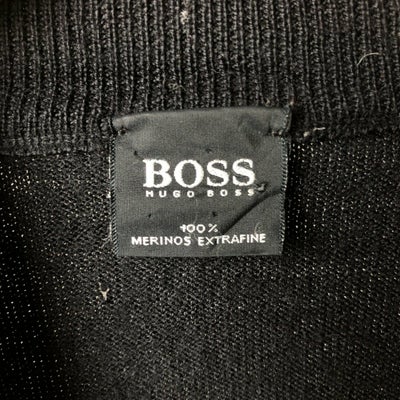 BOSS
HUGO BOSS
100%
MERINOS EXTRAFINE